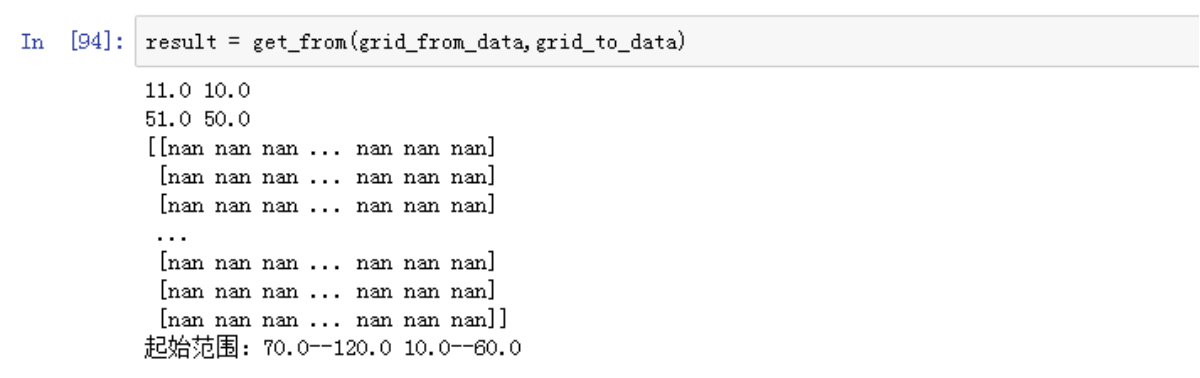 In [94]: result = get_from(grid_from_data,grid_to_data)
11.0 10.0
51.0 50.0
[[nan nan nan ... nan nan nan]
[nan nan nan ... nan nan nan]
[nan nan nan ... nan nan nan]
...
[nan nan nan ... nan nan nan]
[nan nan nan ... nan nan nan]
[nan nan nan ... nan nan nan]]
起始范围: 70.0--120.0 10.0--60.0